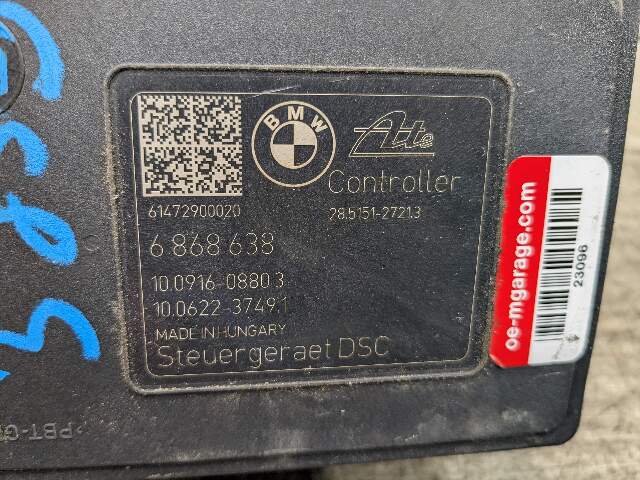 BMW
Ate
Controller
61472900020
28.5151-2721.3
6 868 638
10.0916-0880.3
10.0622-3749.1
MADE IN HUNGARY
Steuergeraet DSC
oe-mgarage.com
23096
PBT-G